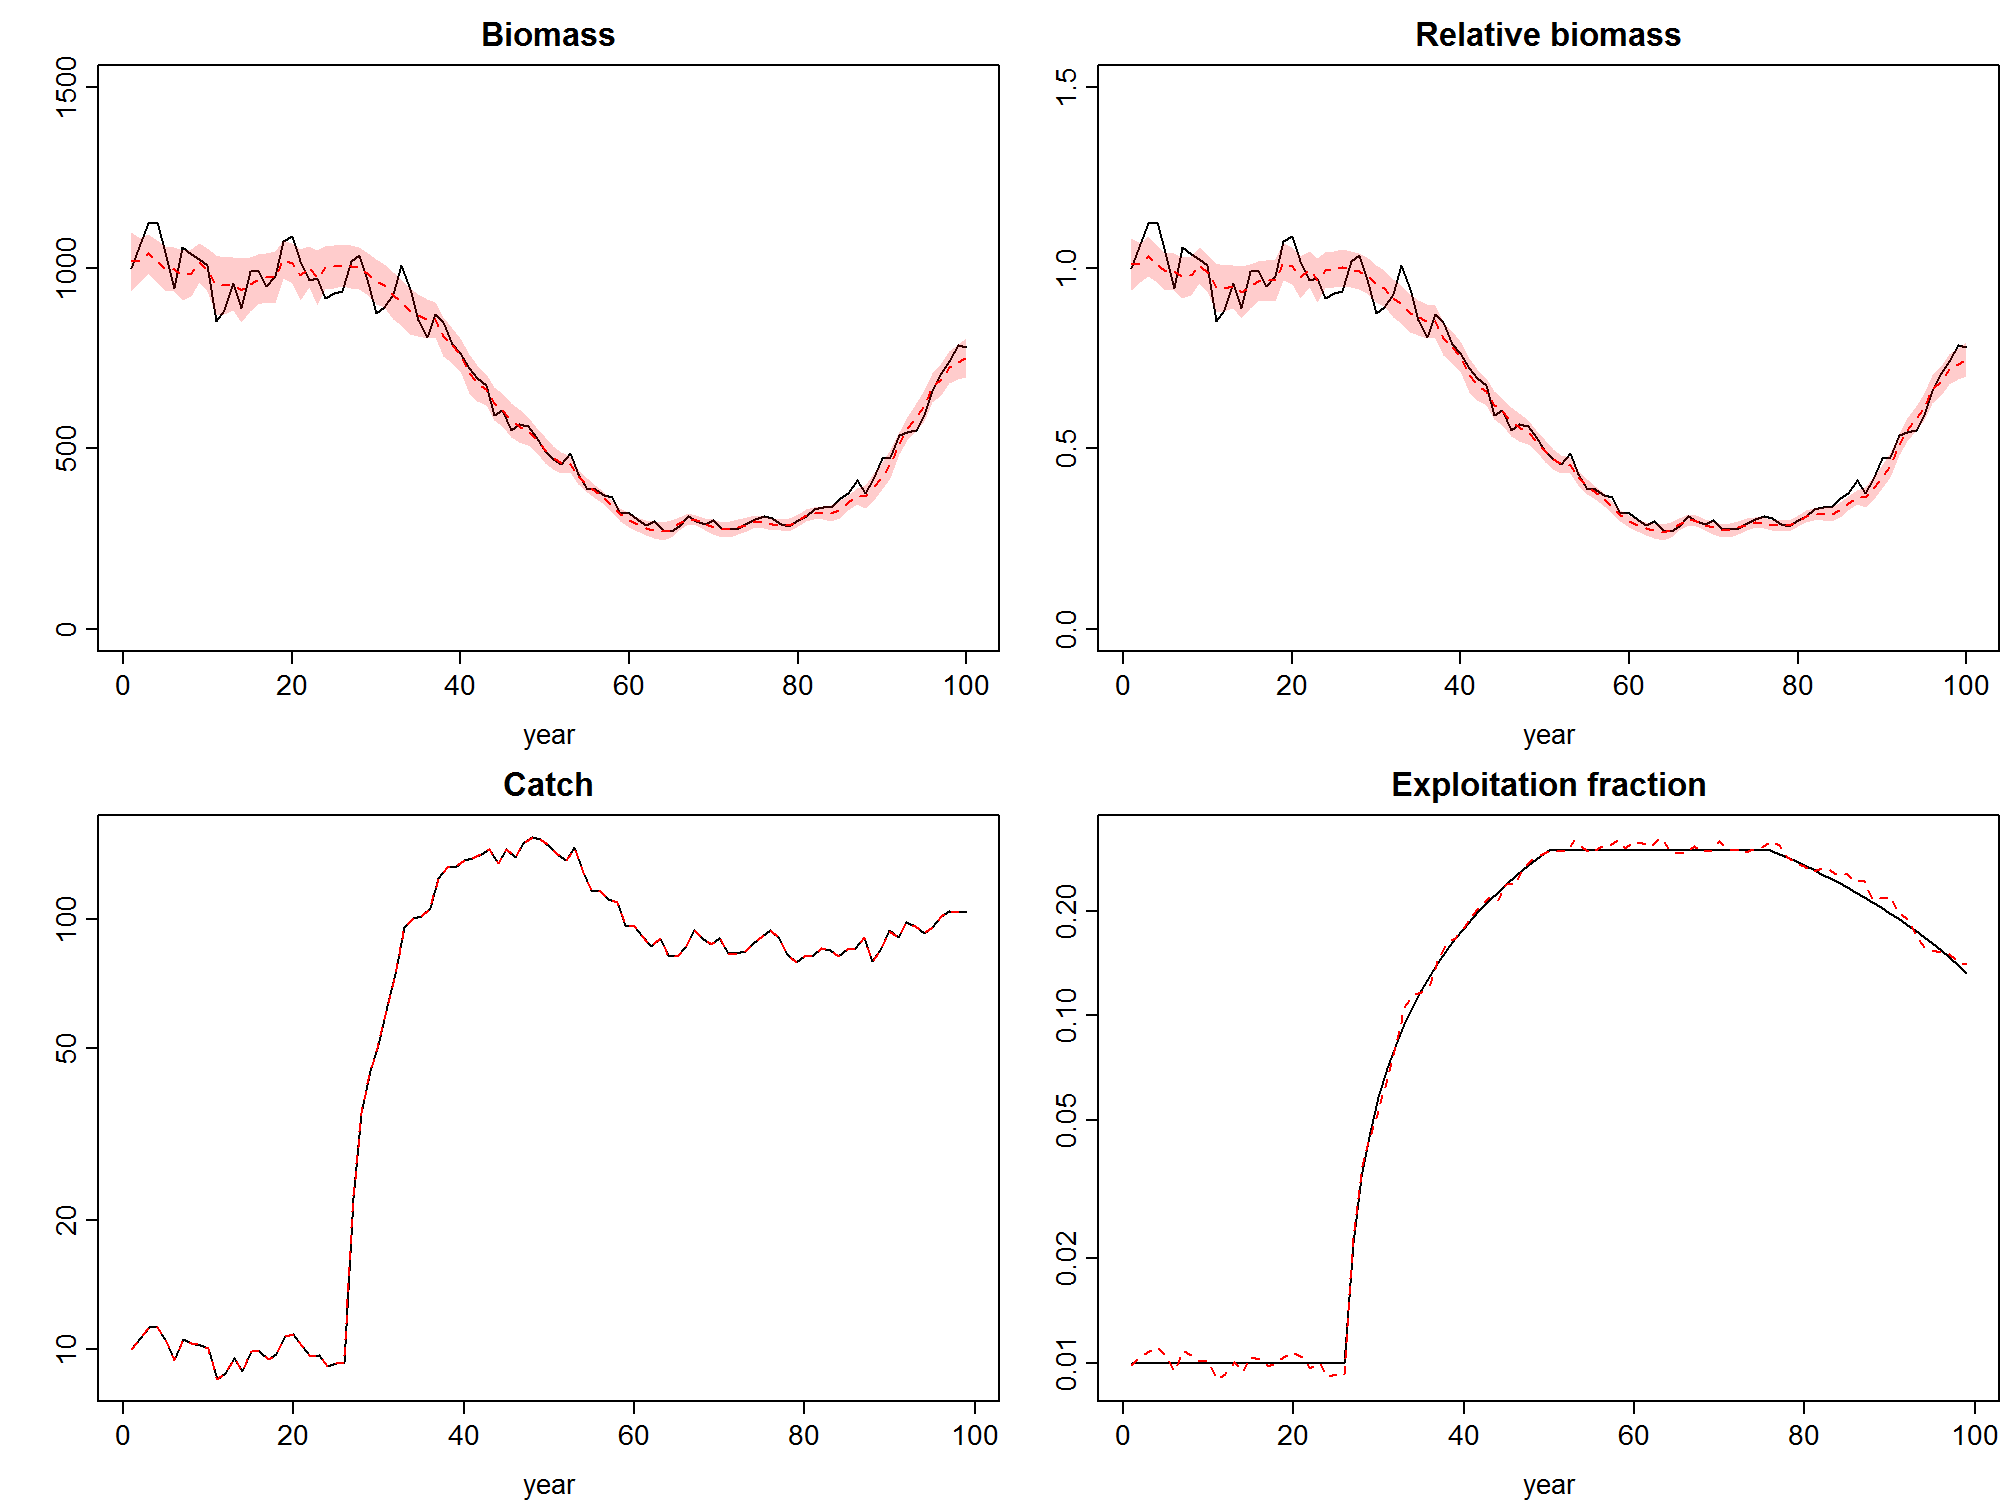 Biomass
1500
1000
500
0
0 20 40 60 80 100
year
Relative biomass
1.5
1.0
0.5
0.0
0 20 40 60 80 100
year
Catch
100
50
20
10
0 20 40 60 80 100
year
Exploitation fraction
0.20
0.10
0.05
0.02
0.01
0 20 40 60 80 100
year